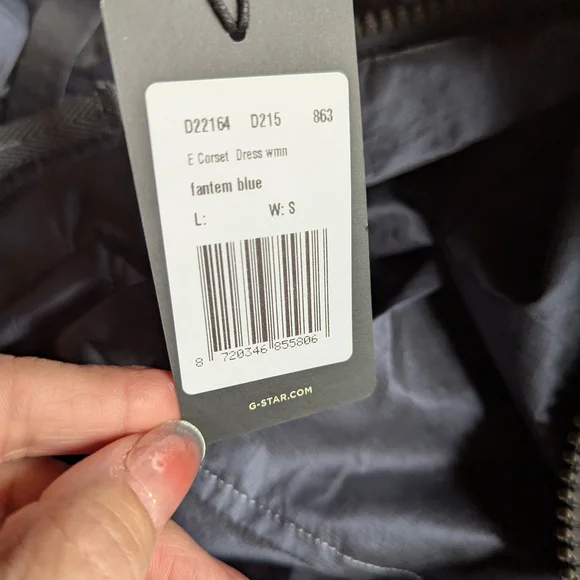 D22164 D215 863
E Corset Dress wmn
fantem blue
L: W: S
8 720346 855806
G-STAR.COM